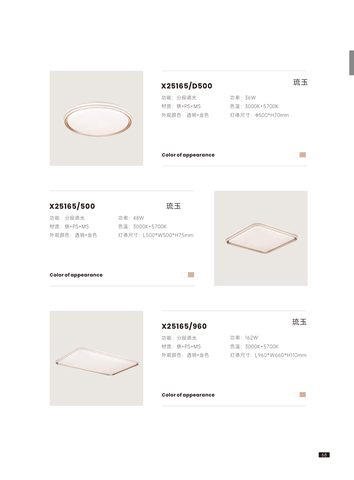 X25165/D500
琉玉
功能：分段调光
功率：36W
材质：铁+PS+MS
色温：3000K+5700K
外观颜色：透明+金色
灯体尺寸：Φ500*H70mm
Color of appearance
X25165/500
琉玉
功能：分段调光
功率：48W
材质：铁+PS+MS
色温：3000K+5700K
外观颜色：透明+金色
灯体尺寸：L500*W500*H75mm
Color of appearance
X25165/960
琉玉
功能：分段调光
功率：162W
材质：铁+PS+MS
色温：3000K+5700K
外观颜色：透明+金色
灯体尺寸：L960*W660*H110mm
Color of appearance